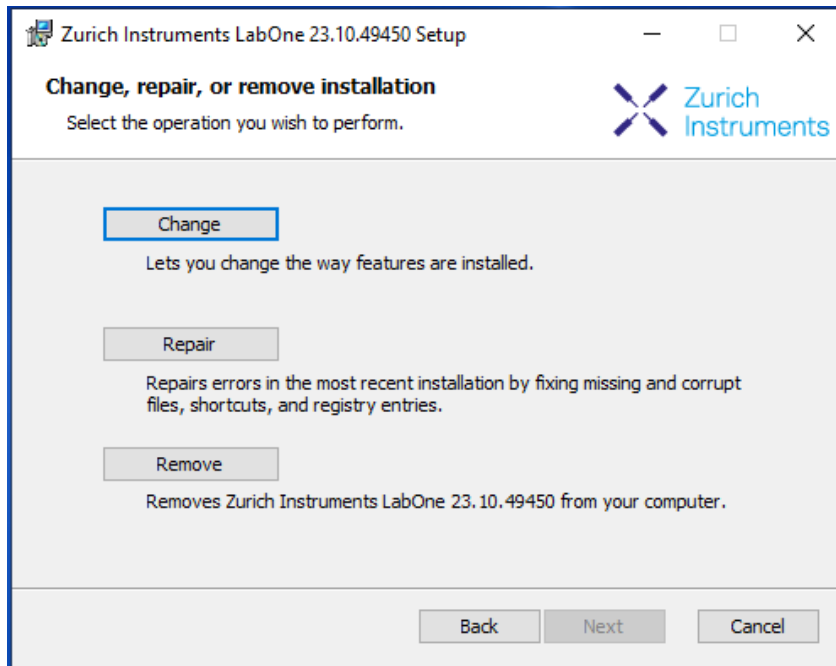 Zurich Instruments LabOne 23.10.49450 Setup
Change, repair, or remove installation
Select the operation you wish to perform.
Zurich
Instruments
Change
Lets you change the way features are installed.
Repair
Repairs errors in the most recent installation by fixing missing and corrupt
files, shortcuts, and registry entries.
Remove
Removes Zurich Instruments LabOne 23.10.49450 from your computer.
Back Next Cancel